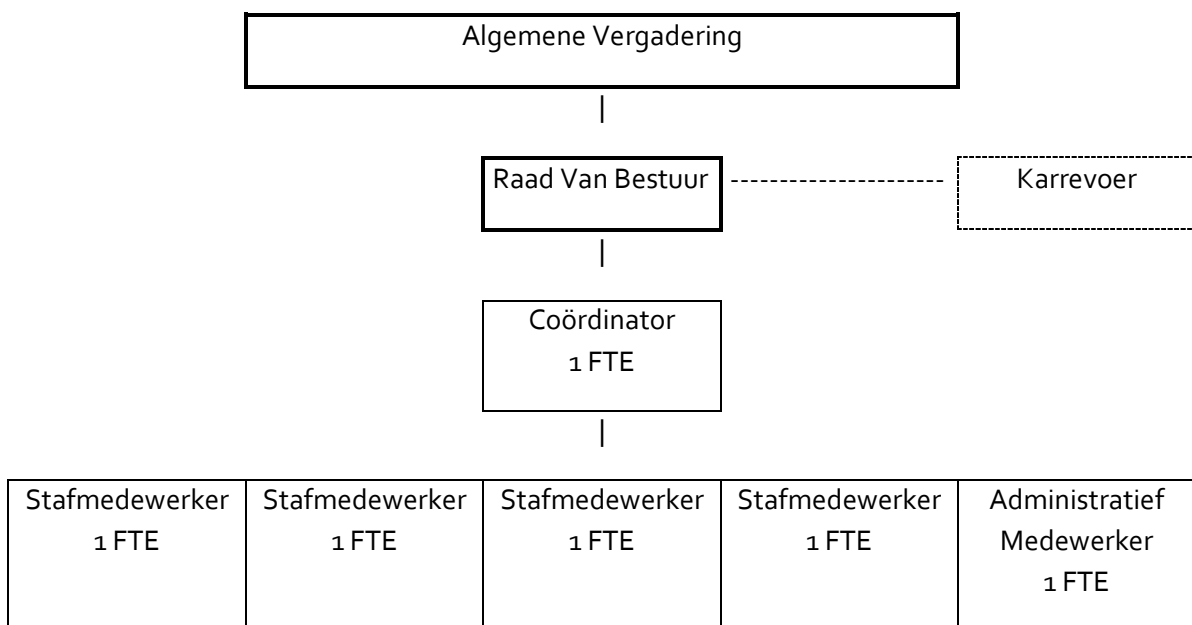 Algemene Vergadering
Raad Van Bestuur
Karrevoer
Coördinator
1 FTE
Stafmedewerker
1 FTE
Stafmedewerker
1 FTE
Stafmedewerker
1 FTE
Stafmedewerker
1 FTE
Administratief
Medewerker
1 FTE